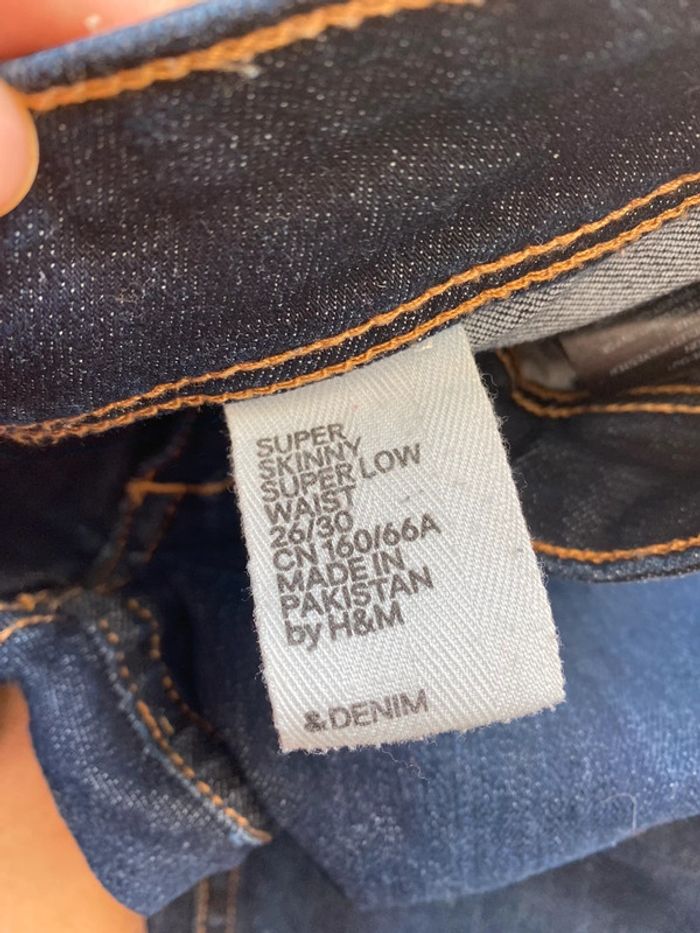 SUPER
SKINNY
SUPER LOW
WAIST
26/30
CN 160/66A
MADE IN
PAKISTAN
by H&M
&DENIM